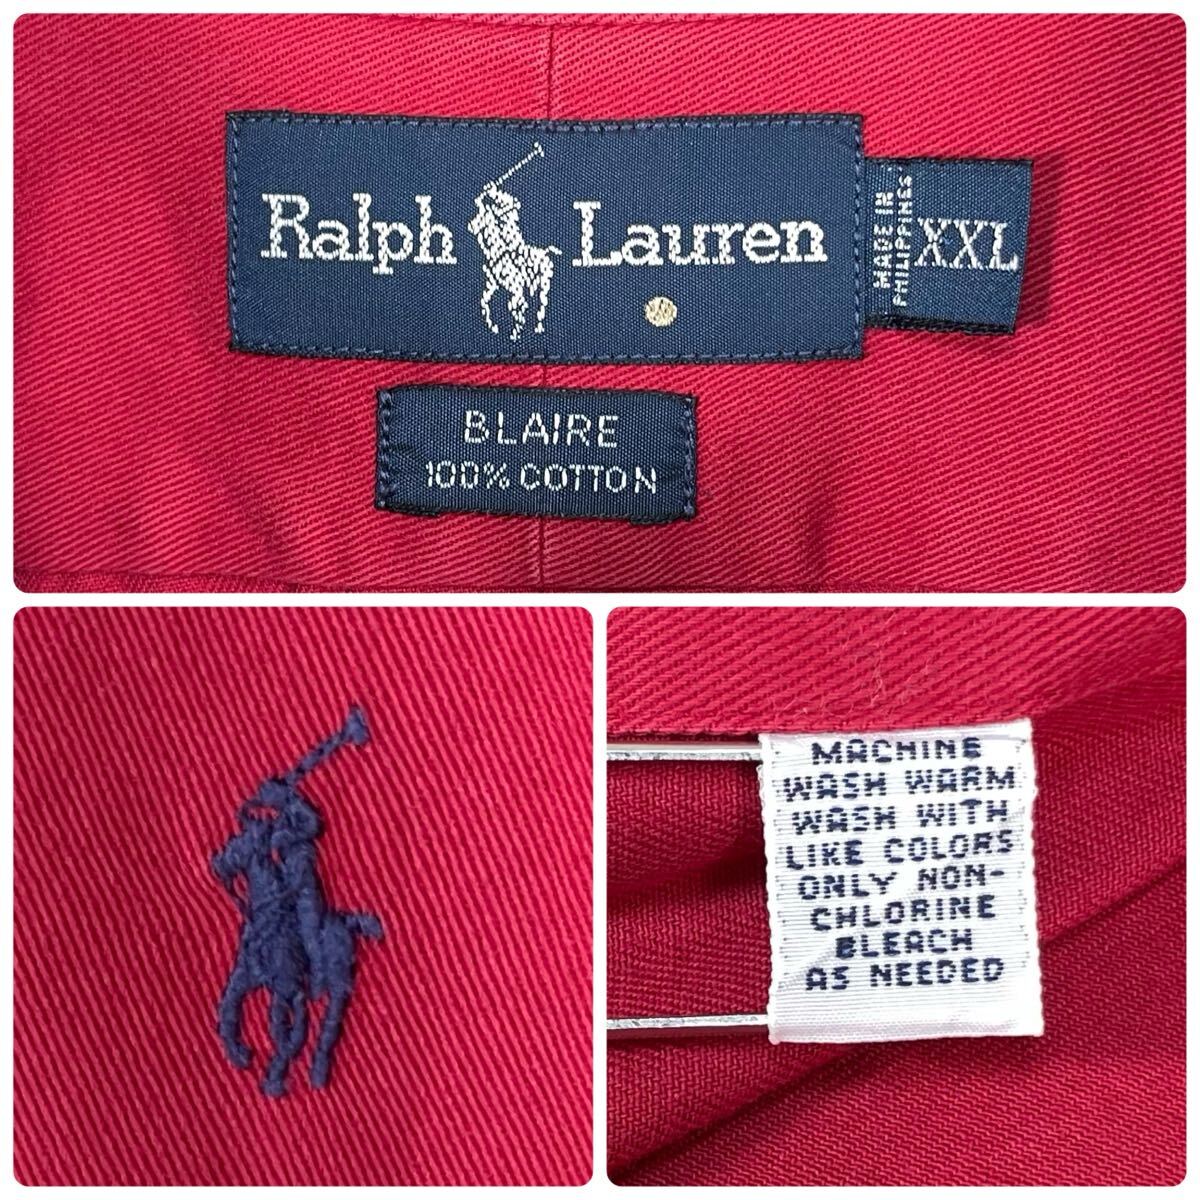 Ralph Lauren
MADE IN
PHILIPPINES
XXL
BLAIRE
100% COTTON
MACHINE
WASH WARM
WASH WITH
LIKE COLORS
ONLY NON-
CHLORINE
BLEACH
AS NEEDED